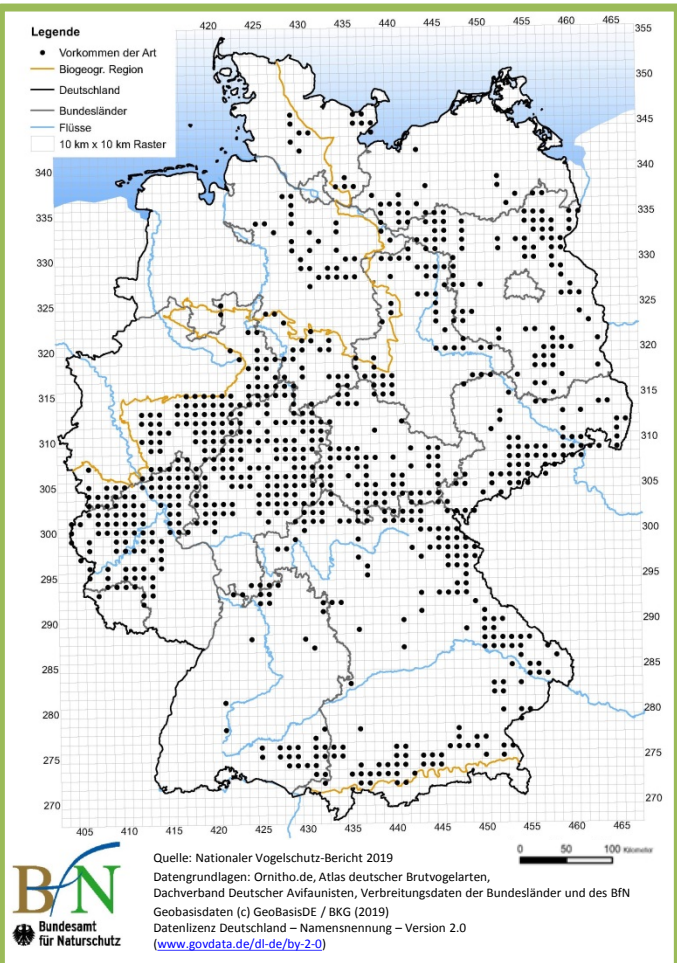 420 425 430 435 440 445 450 455 460 465
355
Legende
Vorkommen der Art
Biogeogr. Region
Deutschland
Bundesländer
Flüsse
10 km x 10 km Raster
350
345
340 340
335 335
330 330
325 325
320 320
315 315
310 310
305 305
300 300
295 295
290 290
285 285
280 280
275 275
270 270
405 410 415 420 425 430 435 440 445 450 455 460 465
0 50 100 Kilometer
BfN
Bundesamt
für Naturschutz
Quelle: Nationaler Vogelschutz-Bericht 2019
Datengrundlagen: Ornitho.de, Atlas deutscher Brutvogelarten,
Dachverband Deutscher Avifaunisten, Verbreitungsdaten der Bundesländer und des BfN
Geobasisdaten (c) GeoBasisDE / BKG (2019)
Datenlizenz Deutschland – Namensnennung – Version 2.0
(www.govdata.de/dl-de/by-2-0)